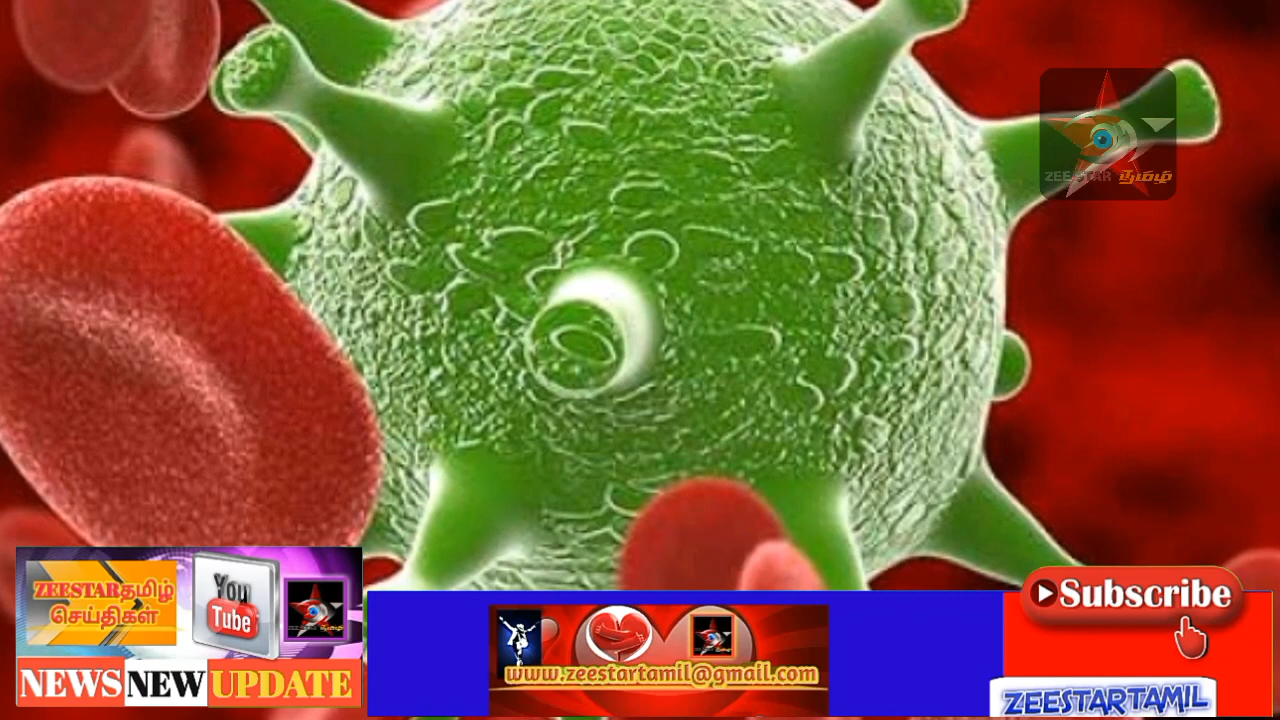 ZEESTAR தமிழ்
ZEESTARதமிழ்
செய்திகள்
You
Tube
NEWS NEW UPDATE
www.zeestartamil@gmail.com
Subscribe
ZEESTARTAMIL